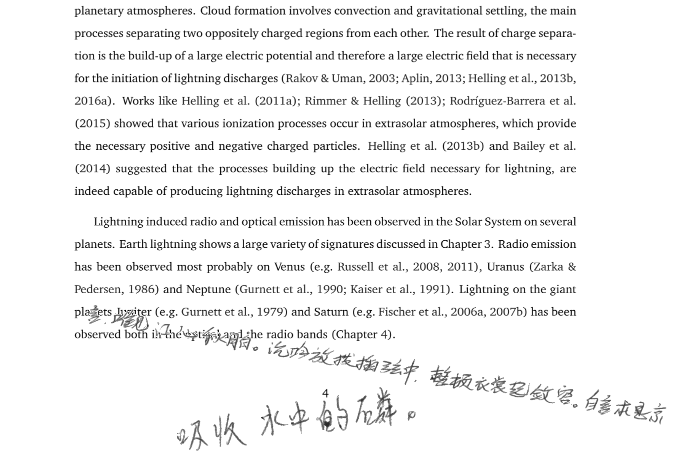 planetary atmospheres. Cloud formation involves convection and gravitational settling, the main
processes separating two oppositely charged regions from each other. The result of charge separa-
tion is the build-up of a large electric potential and therefore a large electric field that is necessary
for the initiation of lightning discharges (Rakov & Uman, 2003; Aplin, 2013; Helling et al., 2013b,
2016a). Works like Helling et al. (2011a); Rimmer & Helling (2013); Rodríguez-Barrera et al.
(2015) showed that various ionization processes occur in extrasolar atmospheres, which provide
the necessary positive and negative charged particles. Helling et al. (2013b) and Bailey et al.
(2014) suggested that the processes building up the electric field necessary for lightning, are
indeed capable of producing lightning discharges in extrasolar atmospheres.
Lightning induced radio and optical emission has been observed in the Solar System on several
planets. Earth lightning shows a large variety of signatures discussed in Chapter 3. Radio emission
has been observed most probably on Venus (e.g. Russell et al., 2008, 2011), Uranus (Zarka &
Pedersen, 1986) and Neptune (Gurnett et al., 1990; Kaiser et al., 1991). Lightning on the giant
planets Jupiter (e.g. Gurnett et al., 1979) and Saturn (e.g. Fischer et al., 2006a, 2007b) has been
observed both in the optical and the radio bands (Chapter 4).
秋月白。沉吟放拨插弦中,整顿衣裳起敛容。自言本是京
4
吸收水中的石磷。